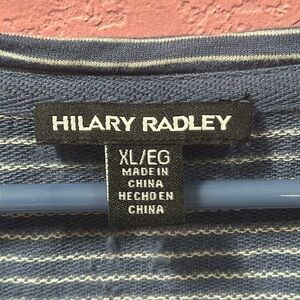 HILARY RADLEY
XL/EG
MADE IN
CHINA
HECHO EN
CHINA